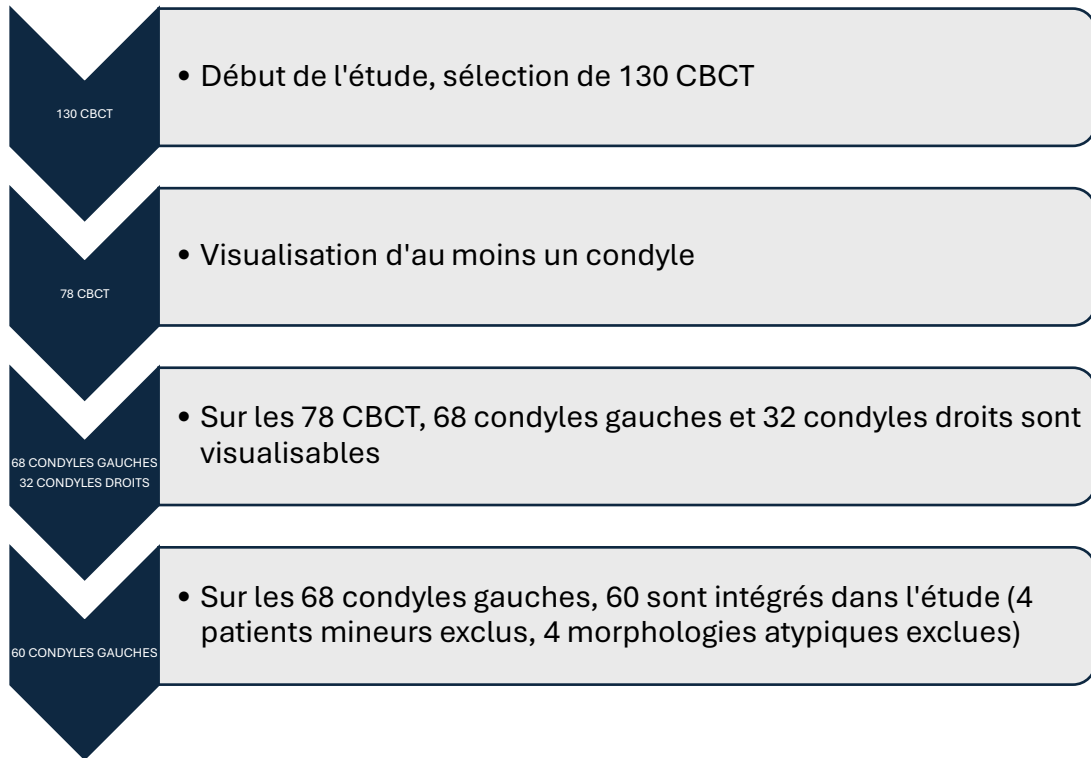 130 CBCT
• Début de l'étude, sélection de 130 CBCT
78 CBCT
• Visualisation d'au moins un condyle
68 CONDYLES GAUCHES
32 CONDYLES DROITS
• Sur les 78 CBCT, 68 condyles gauches et 32 condyles droits sont
visualisables
60 CONDYLES GAUCHES
• Sur les 68 condyles gauches, 60 sont intégrés dans l'étude (4
patients mineurs exclus, 4 morphologies atypiques exclues)